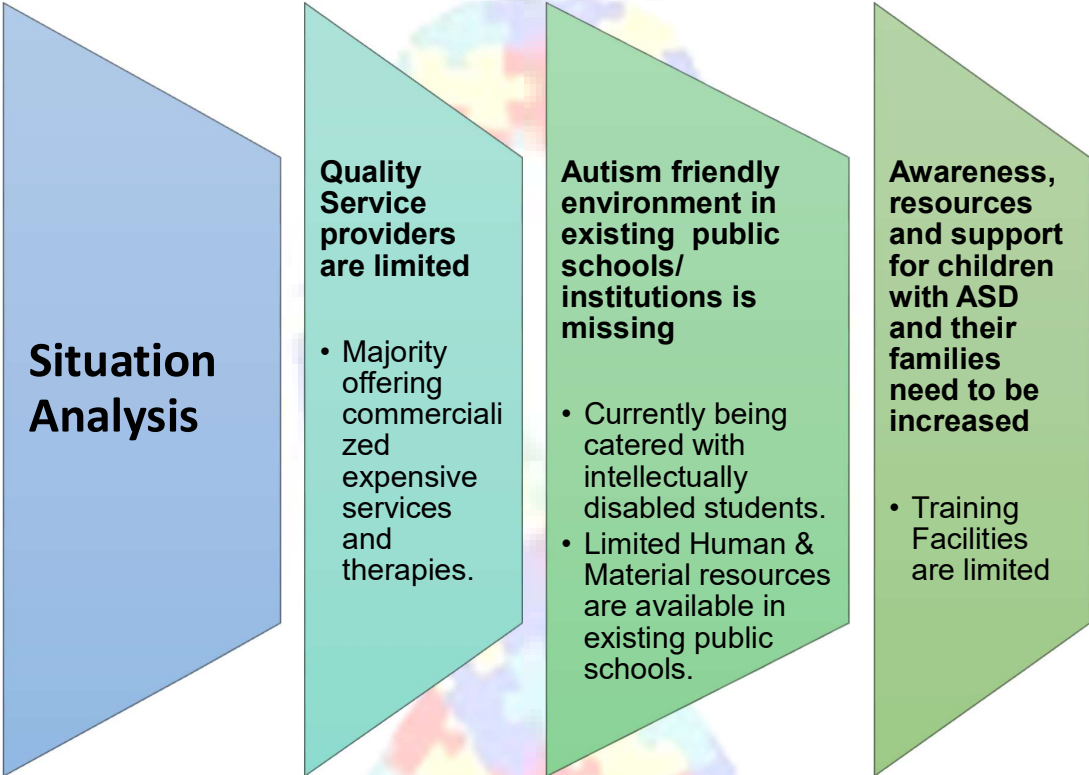 Situation
Analysis
Quality
Service
providers
are limited
• Majority
offering
commerciali
zed
expensive
services
and
therapies.
Autism friendly
environment in
existing public
schools/
institutions is
missing
• Currently being
catered with
intellectually
disabled students.
• Limited Human &
Material resources
are available in
existing public
schools.
Awareness,
resources
and support
for children
with ASD
and their
families
need to be
increased
• Training
Facilities
are limited